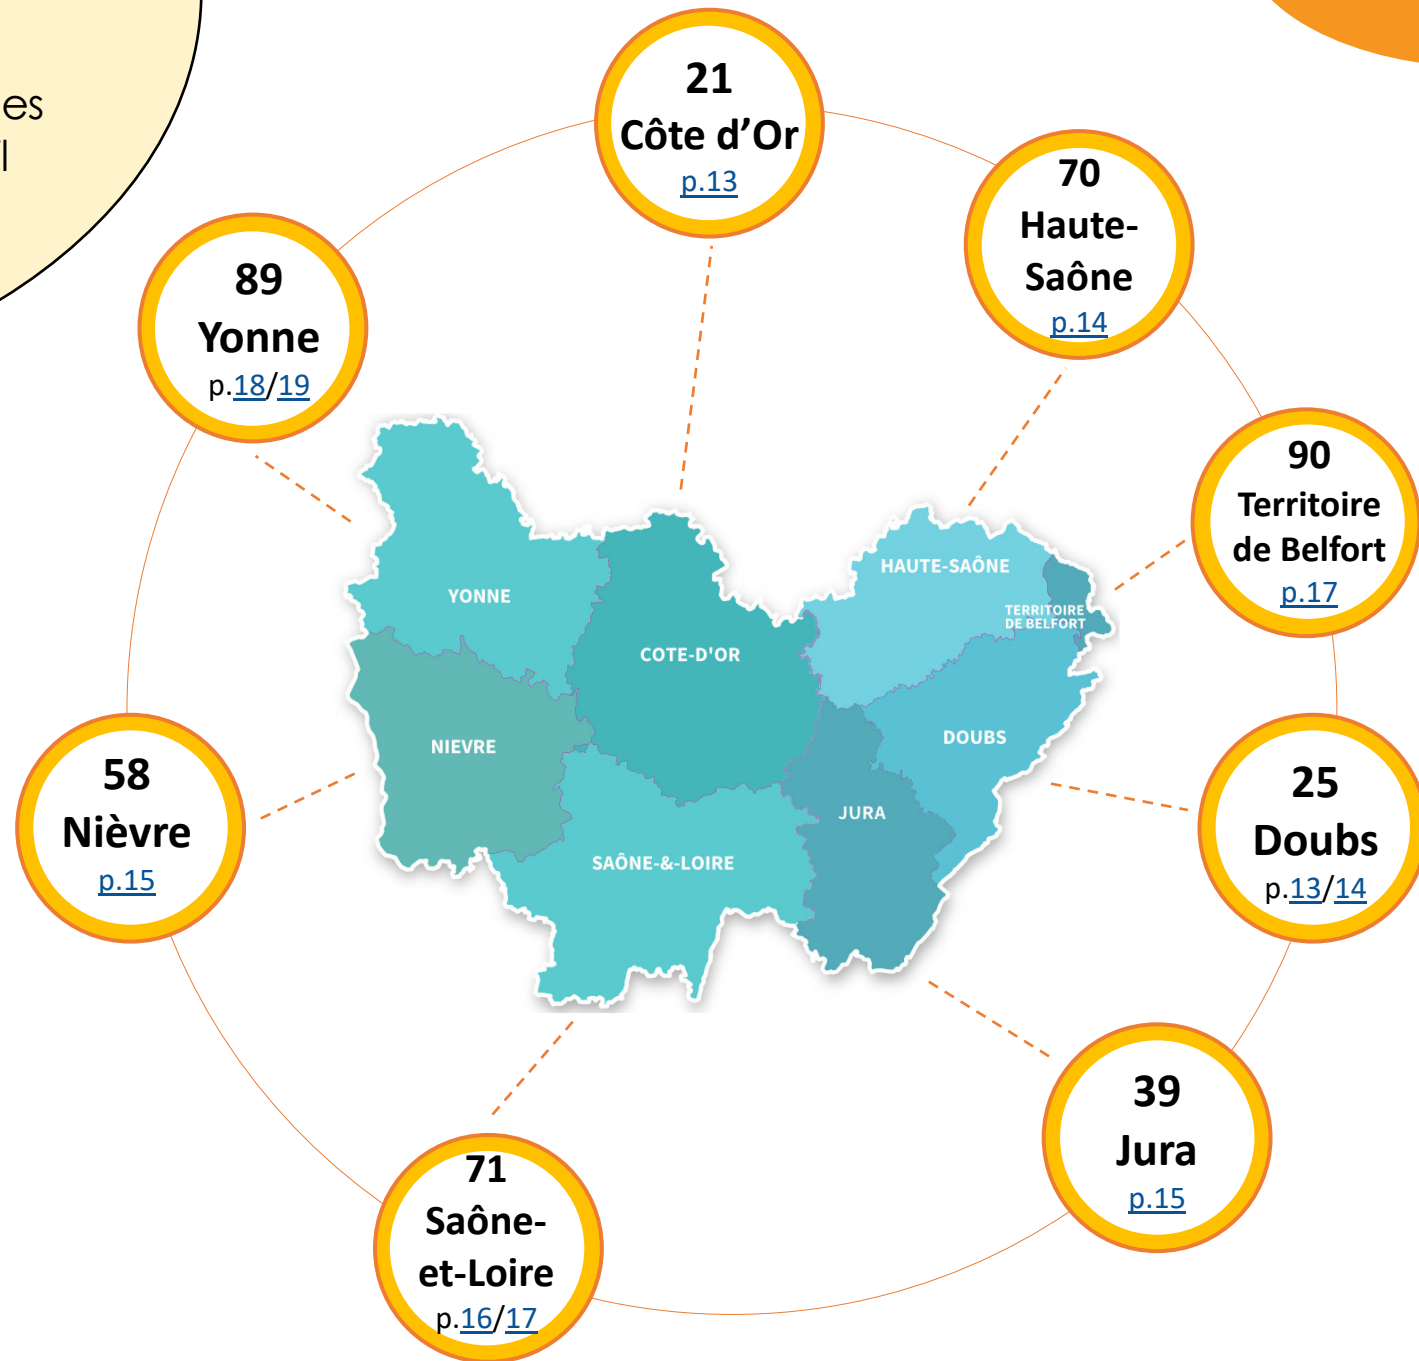 es
21
Côte d’Or
p.13
70
Haute-
Saône
p.14
89
Yonne
p.18/19
90
Territoire
de Belfort
p.17
58
Nièvre
p.15
25
Doubs
p.13/14
39
Jura
p.15
71
Saône-
et-Loire
p.16/17
YONNE
HAUTE-SAÔNE
TERRITOIRE
DE BELFORT
COTE-D'OR
NIEVRE
DOUBS
JURA
SAÔNE-&-LOIRE